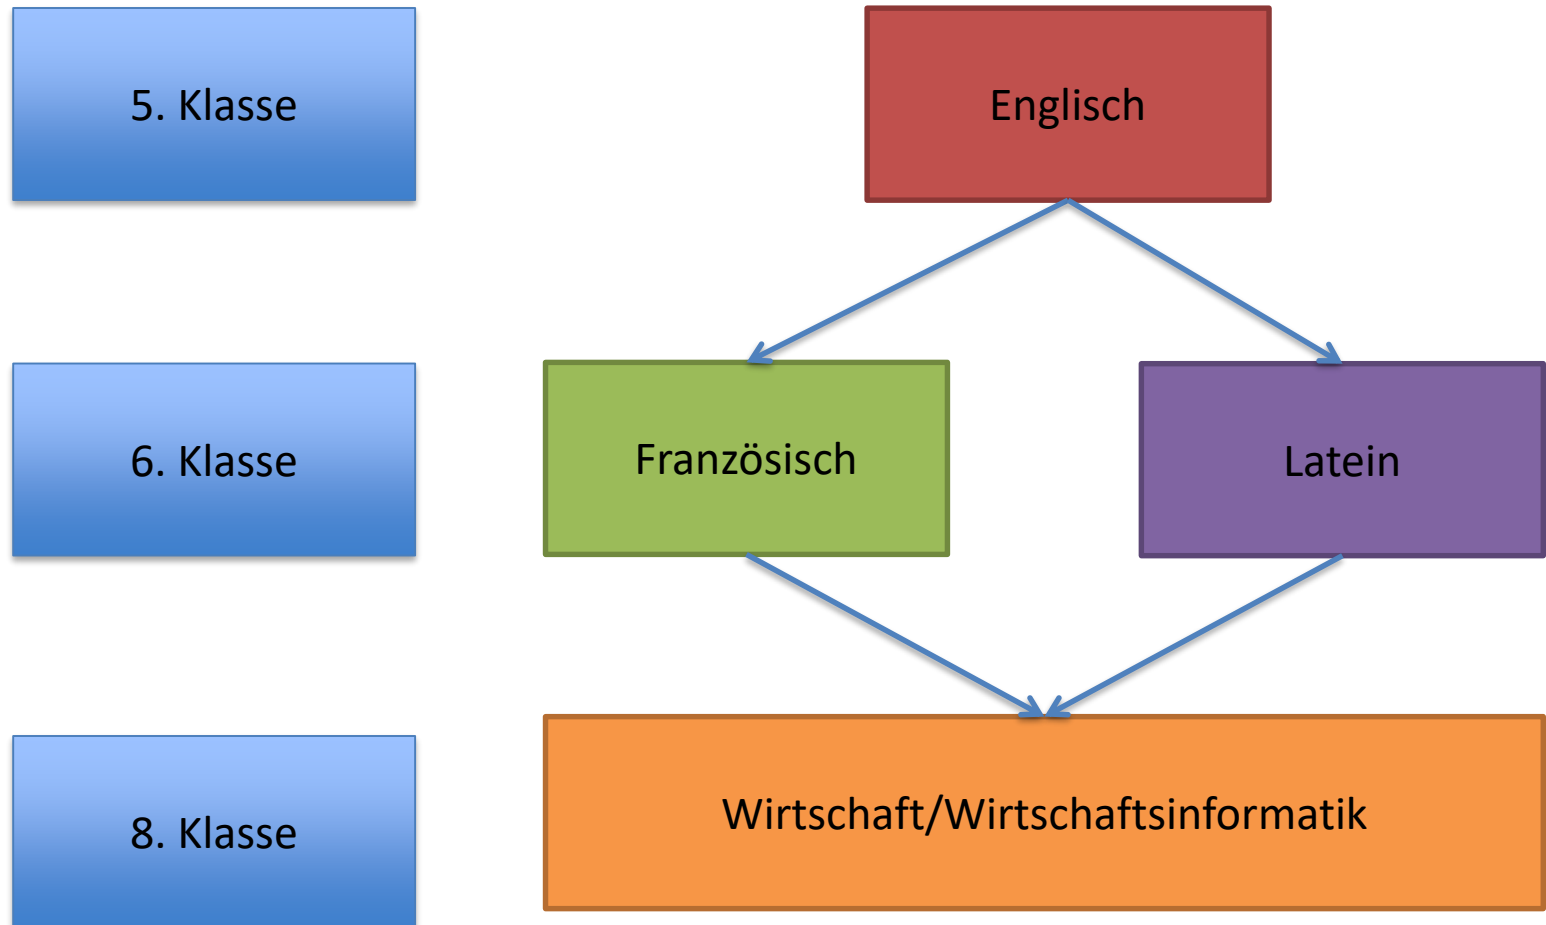 5. Klasse
Englisch
6. Klasse
Französisch
Latein
8. Klasse
Wirtschaft/Wirtschaftsinformatik